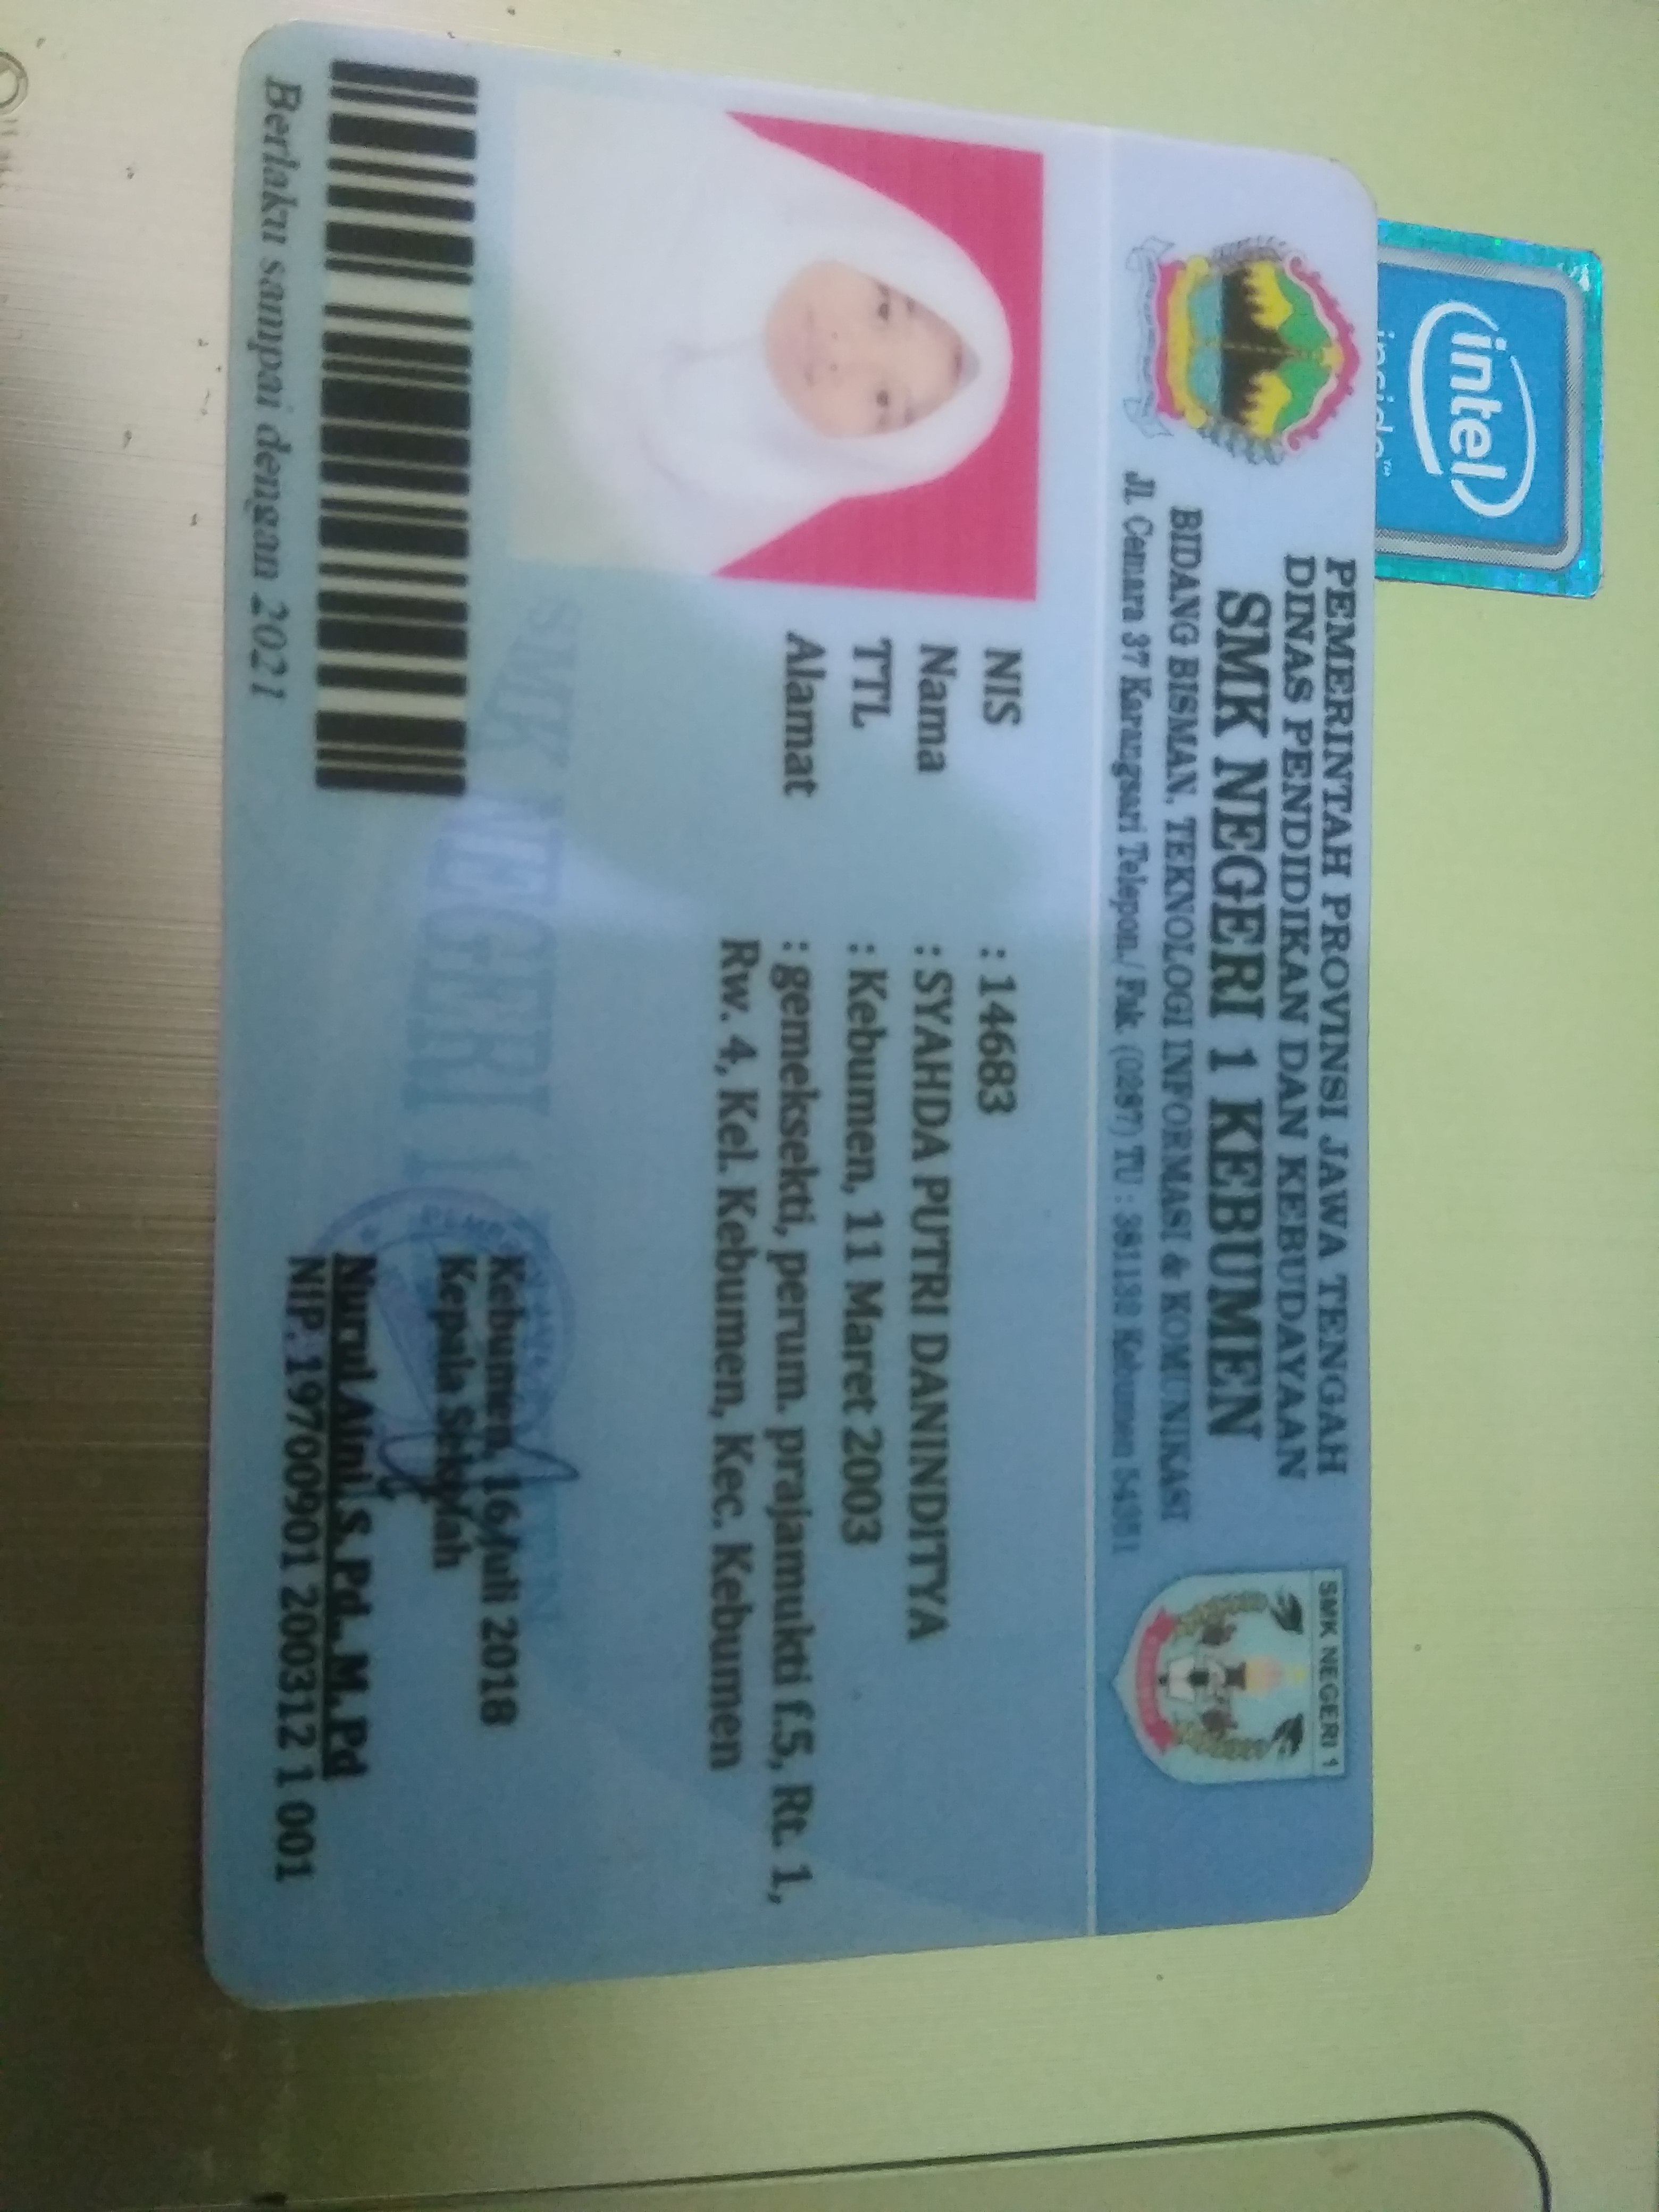 intel
inside™
PEMERINTAH PROVINSI JAWA TENGAH
DINAS PENDIDIKAN DAN KEBUDAYAAN
SMK NEGERI 1 KEBUMEN
BIDANG BISMAN, TEKNOLOGI INFORMASI & KOMUNIKASI
Jl. Cemara 37 Karangsari Telepon./ Fak. (0287) TU : 381132 Kebumen 54351
SMK NEGERI 1
NIS : 14683
Nama : SYAHDA PUTRI DANINDITYA
TTL : Kebumen, 11 Maret 2003
Alamat : gemeksekti, perum. prajamukti f.5, Rt. 1,
Rw. 4, Kel. Kebumen, Kec. Kebumen
SMK NEGERI 1
Kebumen, 16 Juli 2018
Kepala Sekolah
Nurul Aini, S.Pd., M.Pd
NIP. 19700901 200312 1 001
Berlaku sampai dengan 2021